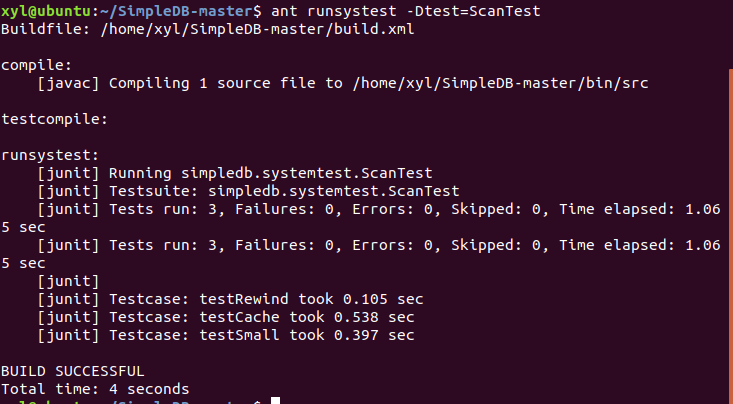 xyl@ubuntu:~/SimpleDB-master$ ant runsystest -Dtest=ScanTest
Buildfile: /home/xyl/SimpleDB-master/build.xml
compile:
    [javac] Compiling 1 source file to /home/xyl/SimpleDB-master/bin/src
testcompile:
runsystest:
    [junit] Running simpledb.systemtest.ScanTest
    [junit] Testsuite: simpledb.systemtest.ScanTest
    [junit] Tests run: 3, Failures: 0, Errors: 0, Skipped: 0, Time elapsed: 1.06
5 sec
    [junit] Tests run: 3, Failures: 0, Errors: 0, Skipped: 0, Time elapsed: 1.06
5 sec
    [junit]
    [junit] Testcase: testRewind took 0.105 sec
    [junit] Testcase: testCache took 0.538 sec
    [junit] Testcase: testSmall took 0.397 sec
BUILD SUCCESSFUL
Total time: 4 seconds
xyl@ubuntu:~/SimpleDB-master$